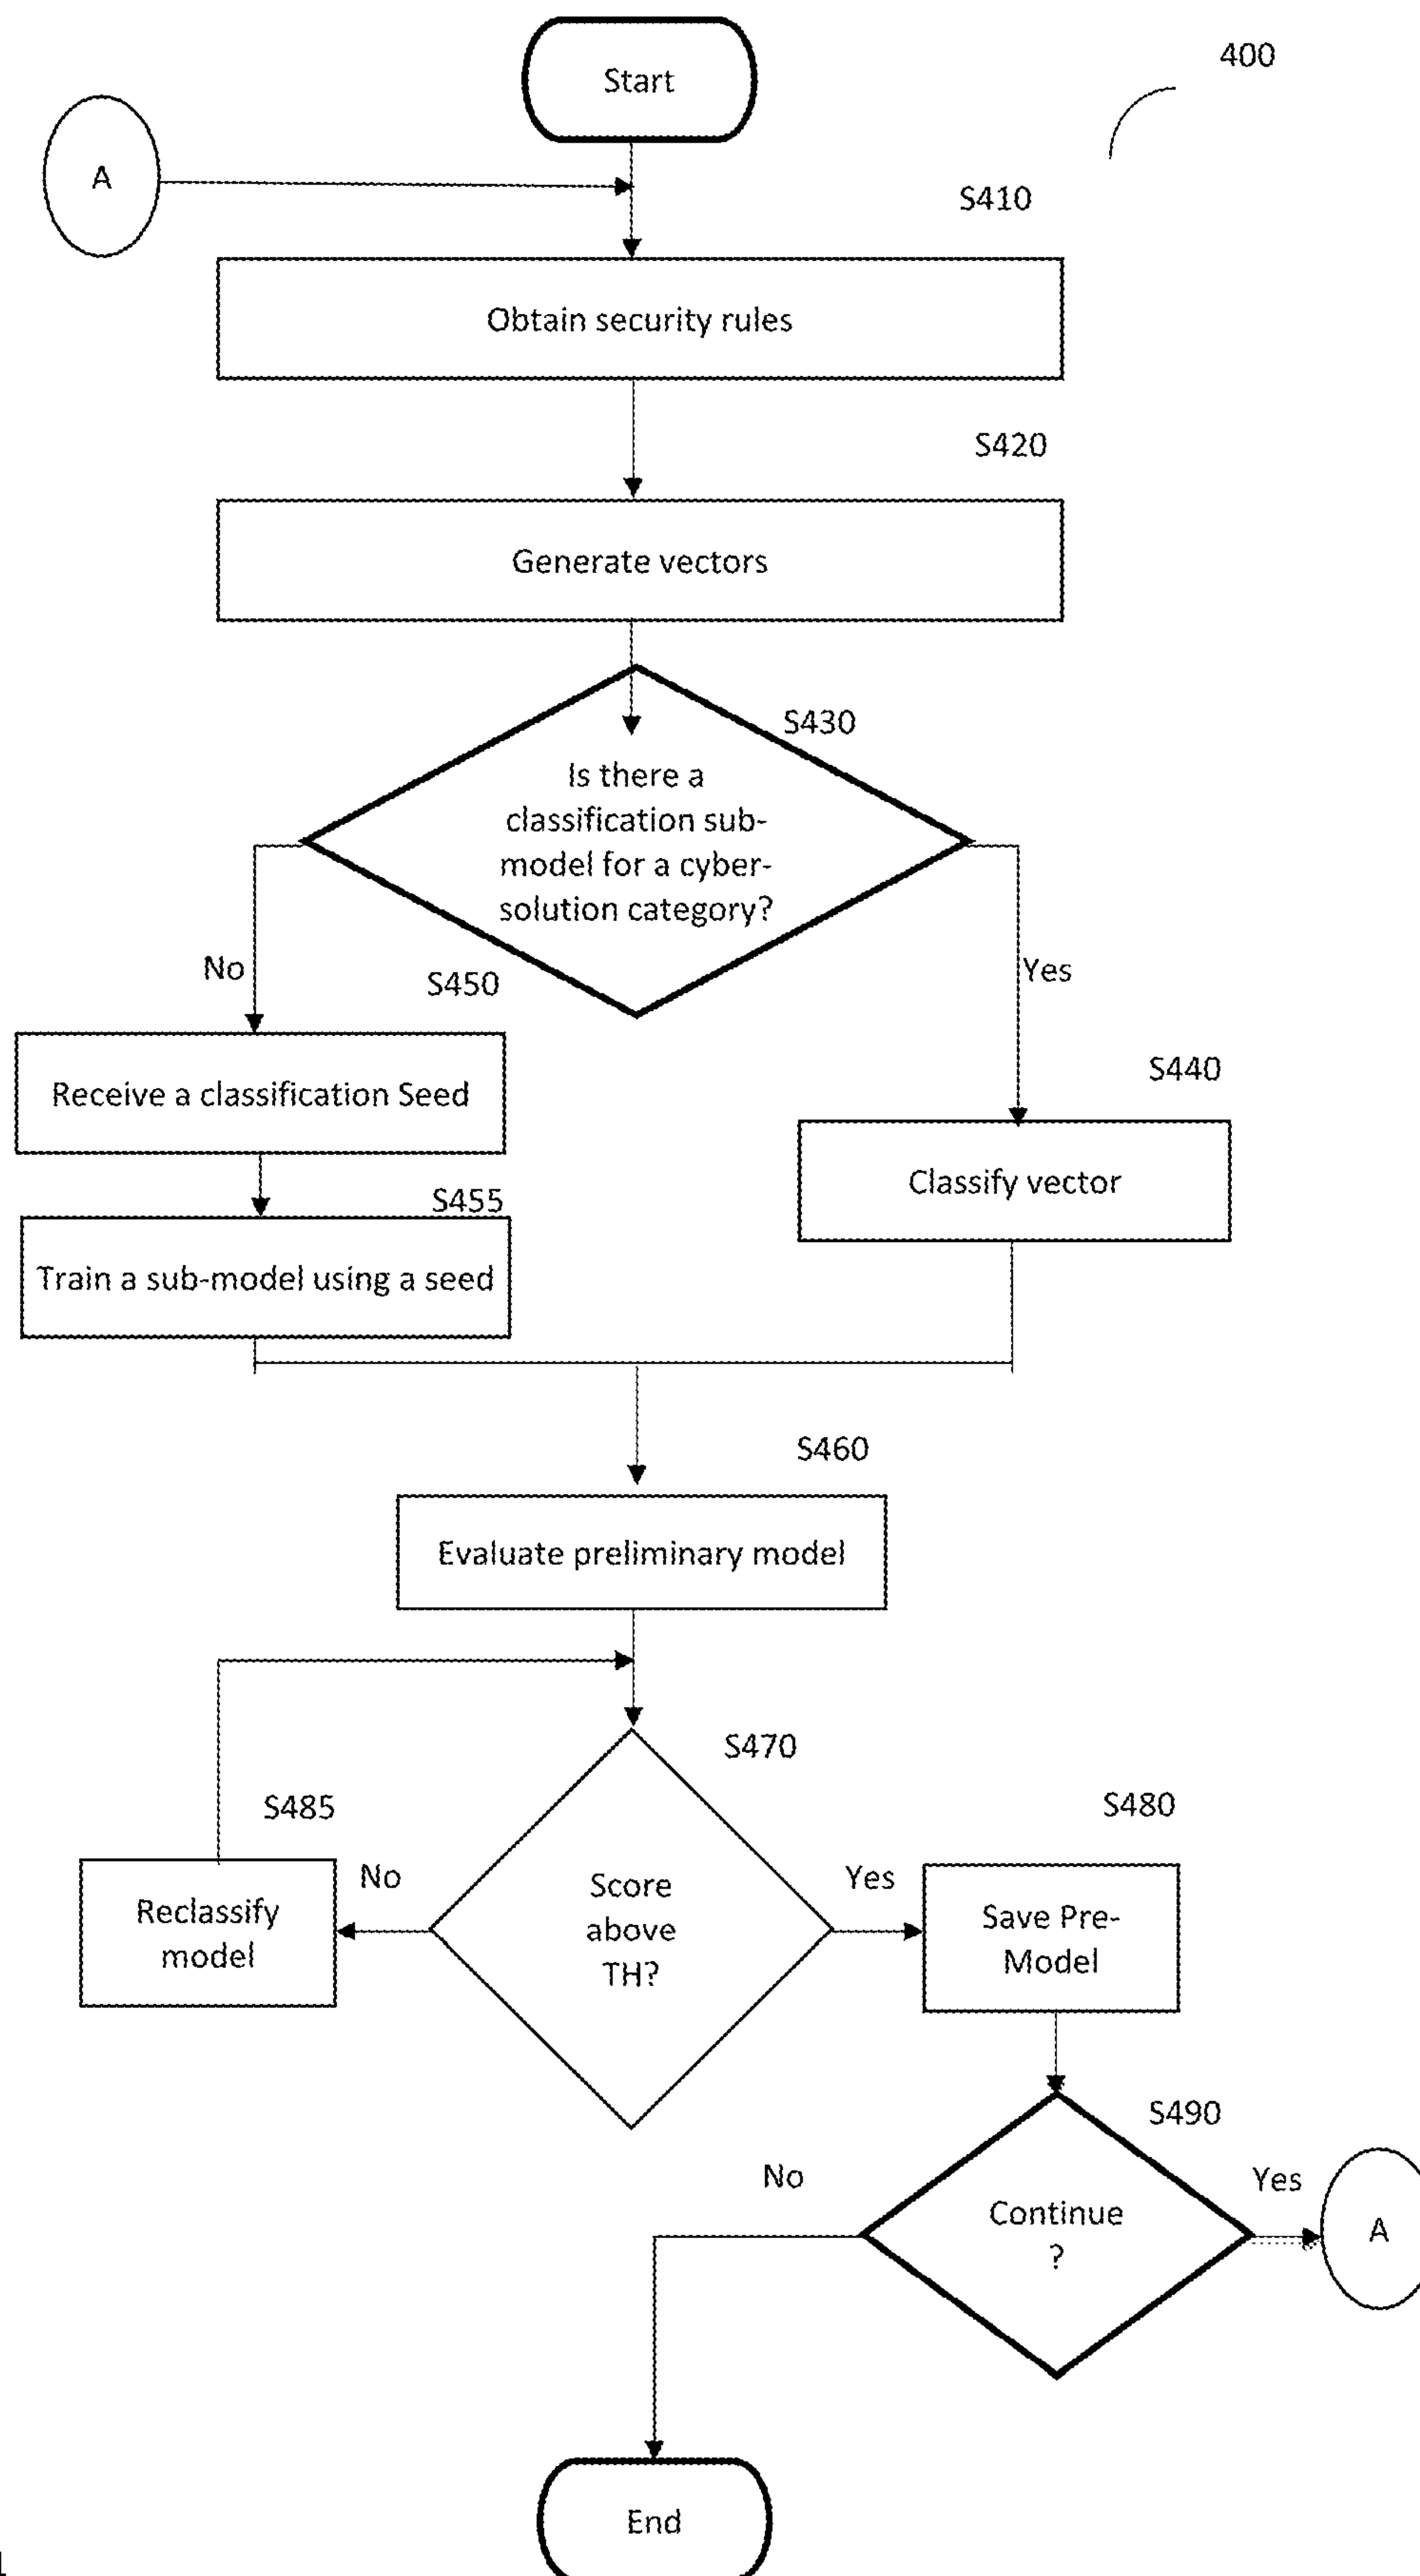 Start
400
A
S410
Obtain security rules
S420
Generate vectors
S430
Is there a
classification sub-
model for a cyber-
solution category?
No
Yes
S450
Receive a classification Seed
S440
Classify vector
S455
Train a sub-model using a seed
S460
Evaluate preliminary model
S470
S485
S480
No
Yes
Score
above
TH?
Reclassify
model
Save Pre-
Model
S490
No
Yes
Continue
?
A
End